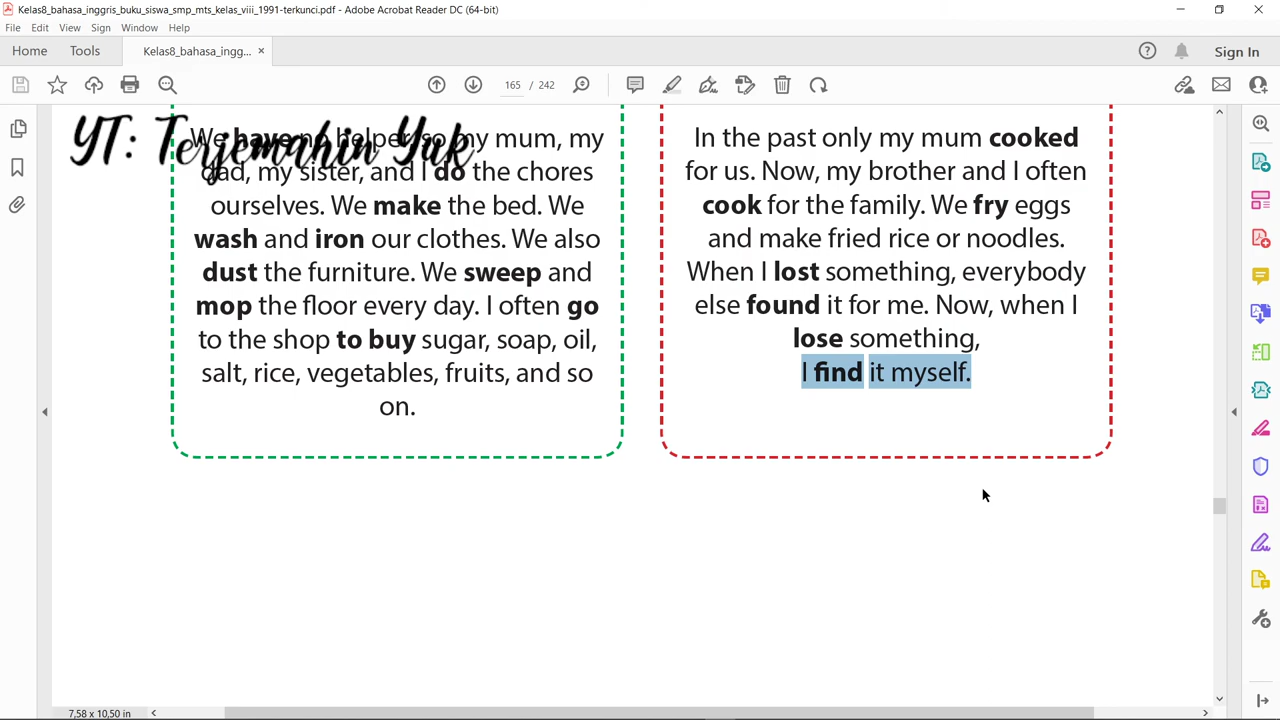 Kelas8_bahasa_inggris_buku_siswa_smp_mts_kelas_viii_1991-terkunci.pdf - Adobe Acrobat Reader DC (64-bit)
File Edit View Sign Window Help
Home Tools Kelas8_bahasa_ingg... × Sign In
165 / 242
YT: Terjemahin Yuk
We have no helper, so my mum, my
dad, my sister, and I do the chores
ourselves. We make the bed. We
wash and iron our clothes. We also
dust the furniture. We sweep and
mop the floor every day. I often go
to the shop to buy sugar, soap, oil,
salt, rice, vegetables, fruits, and so
on.
In the past only my mum cooked
for us. Now, my brother and I often
cook for the family. We fry eggs
and make fried rice or noodles.
When I lost something, everybody
else found it for me. Now, when I
lose something,
I find it myself.
7,58 x 10,50 in